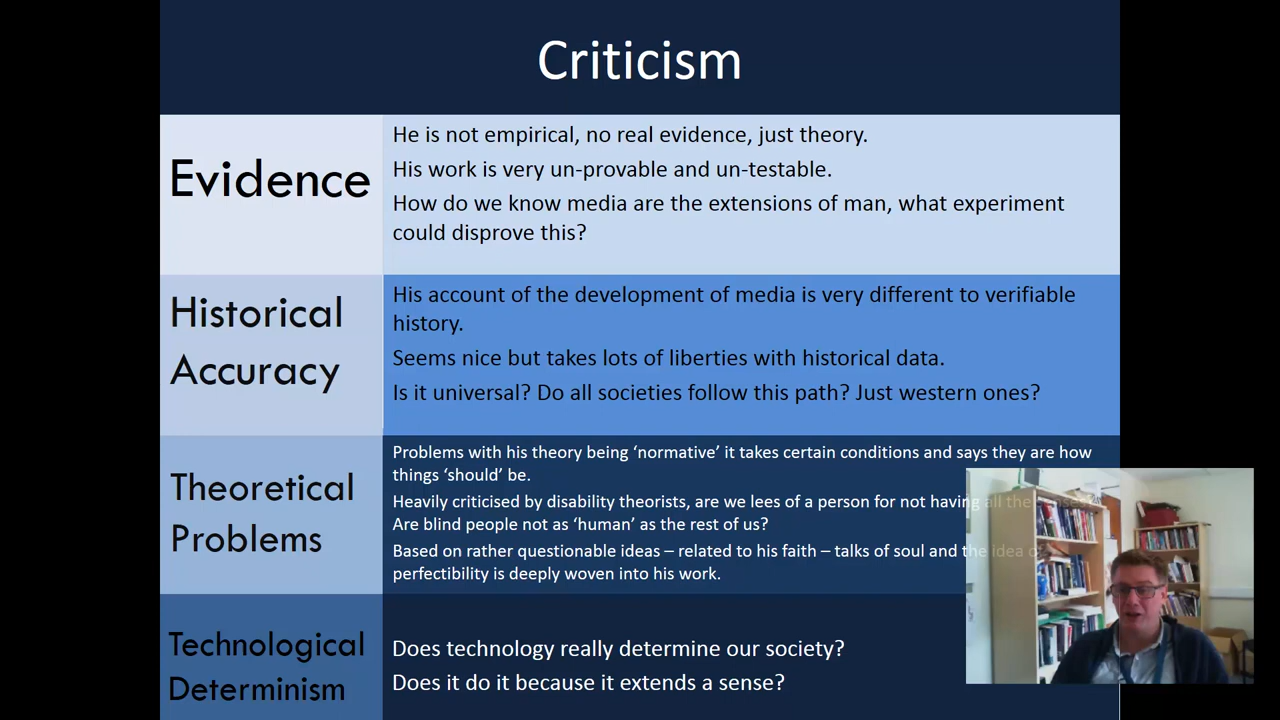 Criticism
Evidence
He is not empirical, no real evidence, just theory.
His work is very un-provable and un-testable.
How do we know media are the extensions of man, what experiment
could disprove this?
Historical
Accuracy
His account of the development of media is very different to verifiable
history.
Seems nice but takes lots of liberties with historical data.
Is it universal? Do all societies follow this path? Just western ones?
Theoretical
Problems
Problems with his theory being ‘normative’ it takes certain conditions and says they are how
things ‘should’ be.
Heavily criticised by disability theorists, are we lees of a person for not having all the
Are blind people not as ‘human’ as the rest of us?
Based on rather questionable ideas – related to his faith – talks of soul and the idea of
perfectibility is deeply woven into his work.
Technological
Determinism
Does technology really determine our society?
Does it do it because it extends a sense?